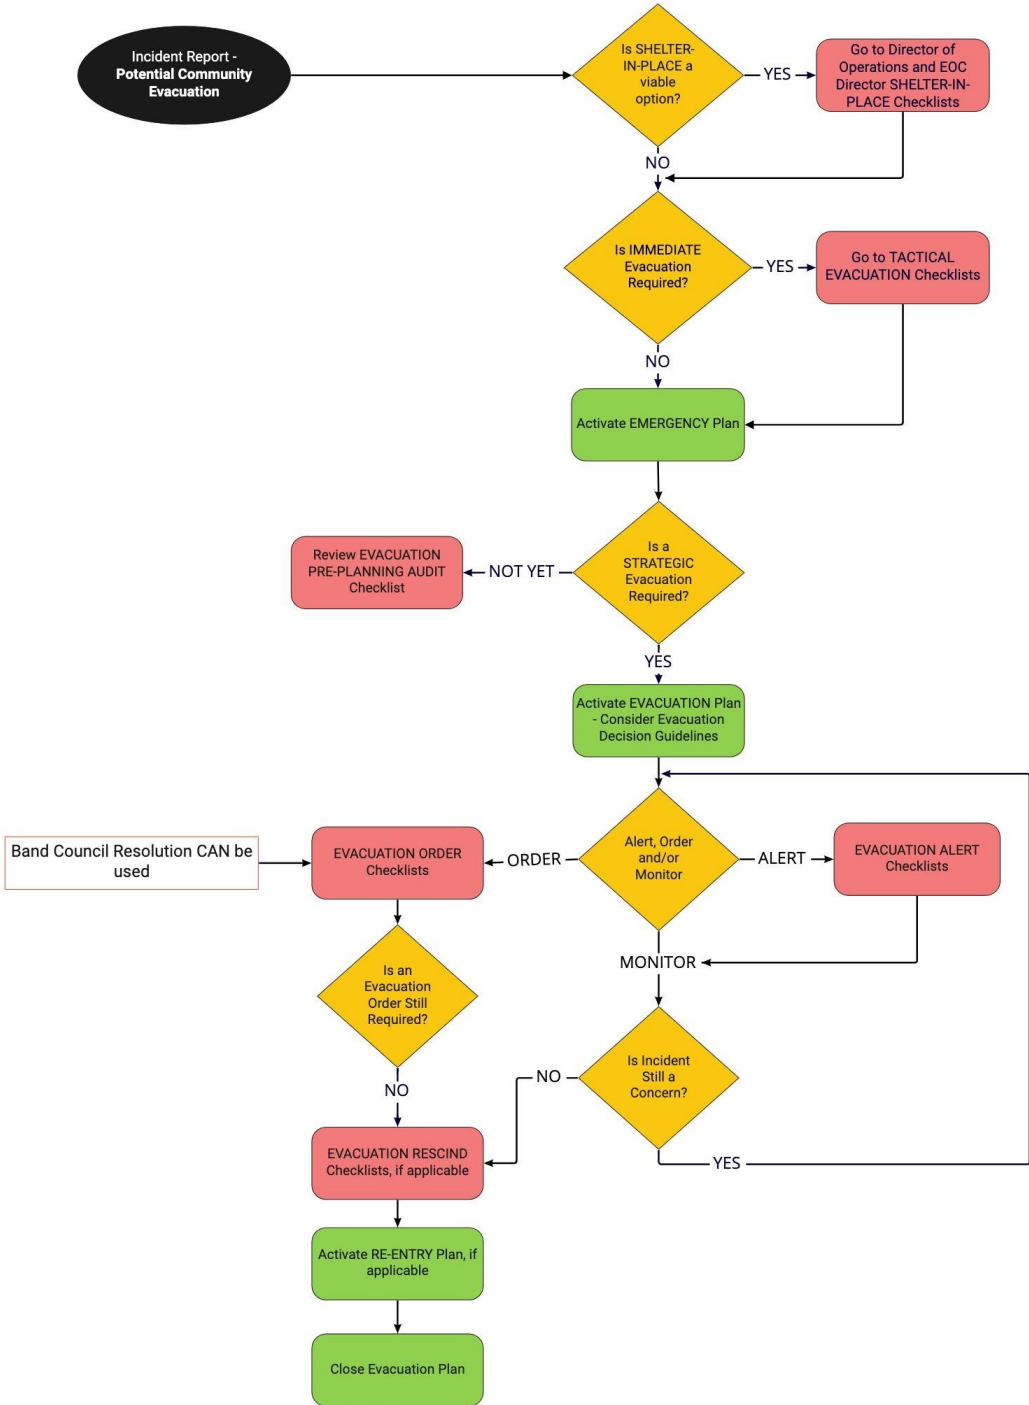 Incident Report -
Potential Community
Evacuation
Is SHELTER-
IN-PLACE a
viable
option?
YES
Go to Director of
Operations and EOC
Director SHELTER-IN-
PLACE Checklists
NO
Is IMMEDIATE
Evacuation
Required?
YES
Go to TACTICAL
EVACUATION Checklists
NO
Activate EMERGENCY Plan
Is a
STRATEGIC
Evacuation
Required?
NOT YET
Review EVACUATION
PRE-PLANNING AUDIT
Checklist
YES
Activate EVACUATION Plan
- Consider Evacuation
Decision Guidelines
Alert, Order
and/or
Monitor
ALERT
EVACUATION ALERT
Checklists
ORDER
EVACUATION ORDER
Checklists
Band Council Resolution CAN be
used
MONITOR
Is an
Evacuation
Order Still
Required?
Is Incident
Still a
Concern?
NO
NO
YES
EVACUATION RESCIND
Checklists, if applicable
Activate RE-ENTRY Plan, if
applicable
Close Evacuation Plan